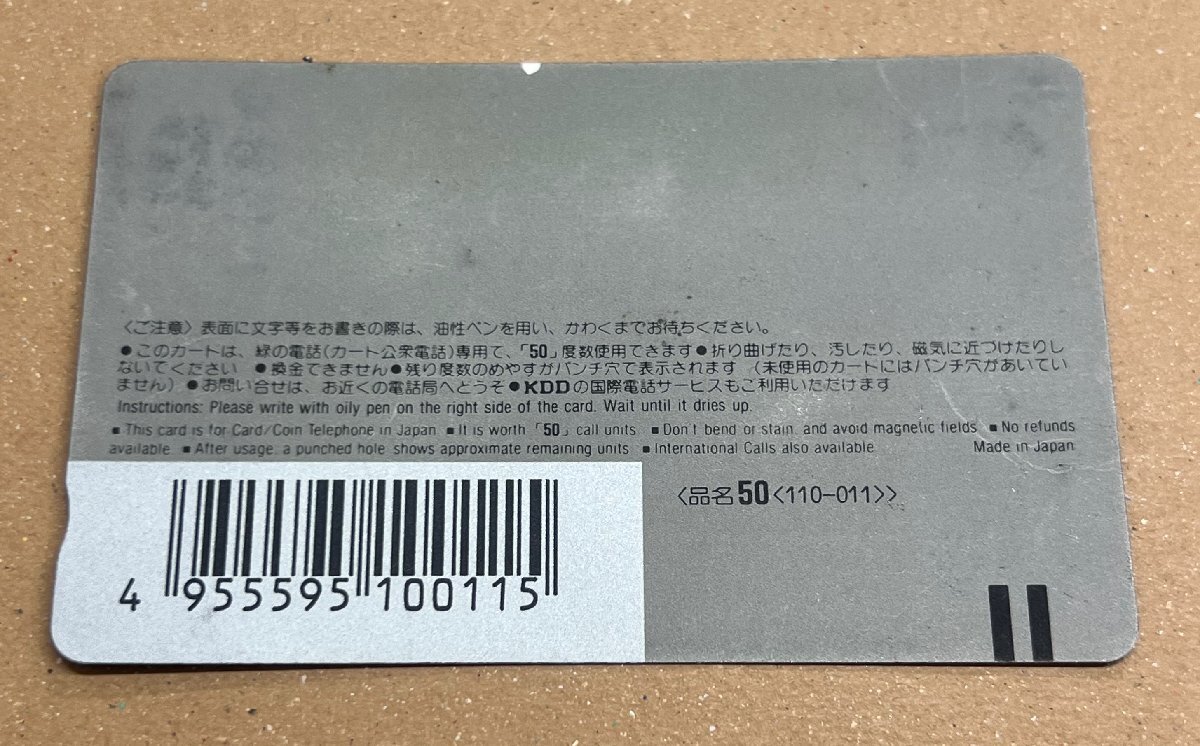 〈ご注意〉表面に文字等をお書きの際は、油性ペンを用い、かわくまでお待ちください。
●このカードは、緑の電話(カード公衆電話)専用で、「50」度数使用できます●折り曲げたり、汚したり、磁気に近づけたりし
ないでください ●換金できません●残り度数のめやすがパンチ穴で表示されます (未使用のカードにはパンチ穴があいてい
ません)●お問い合せは、お近くの電話局へどうぞ●KDDの国際電話サービスもご利用いただけます
Instructions: Please write with oily pen on the right side of the card. Wait until it dries up.
■ This card is for Card/Coin Telephone in Japan ■ It is worth 「50」 call units ■ Don't bend or stain, and avoid magnetic fields ■ No refunds
available ■ After usage, a punched hole shows approximate remaining units ■ International Calls also available Made in Japan
〈品名50<110-011>〉
4 955595 100115